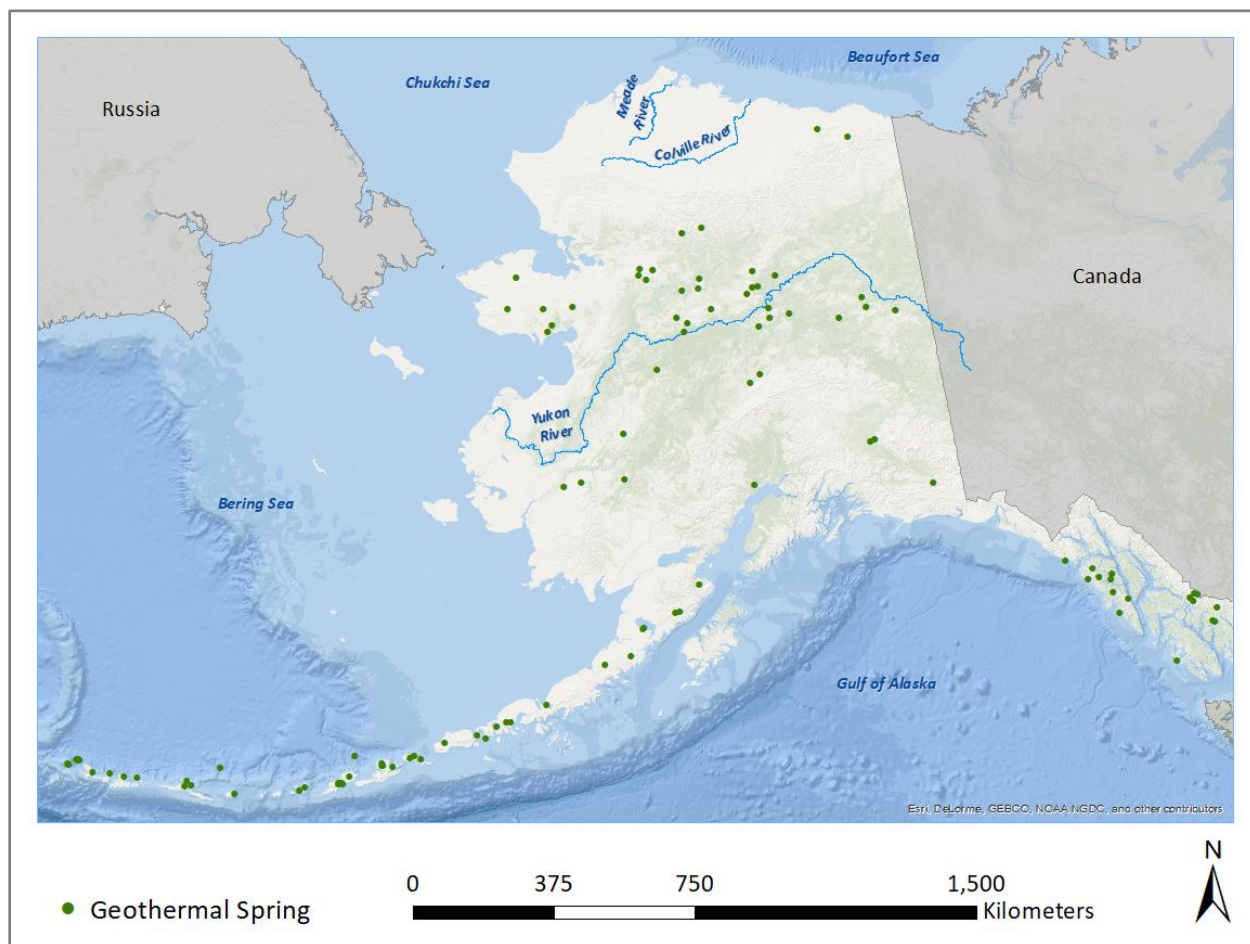 Beaufort Sea
Chukchi Sea
Russia
Meade
River
Colville River
Canada
Yukon
River
Bering Sea
Gulf of Alaska
Esri, DeLorme, GEBCO, NOAA NGDC, and other contributors
N
0 375 750 1,500
Geothermal Spring
Kilometers